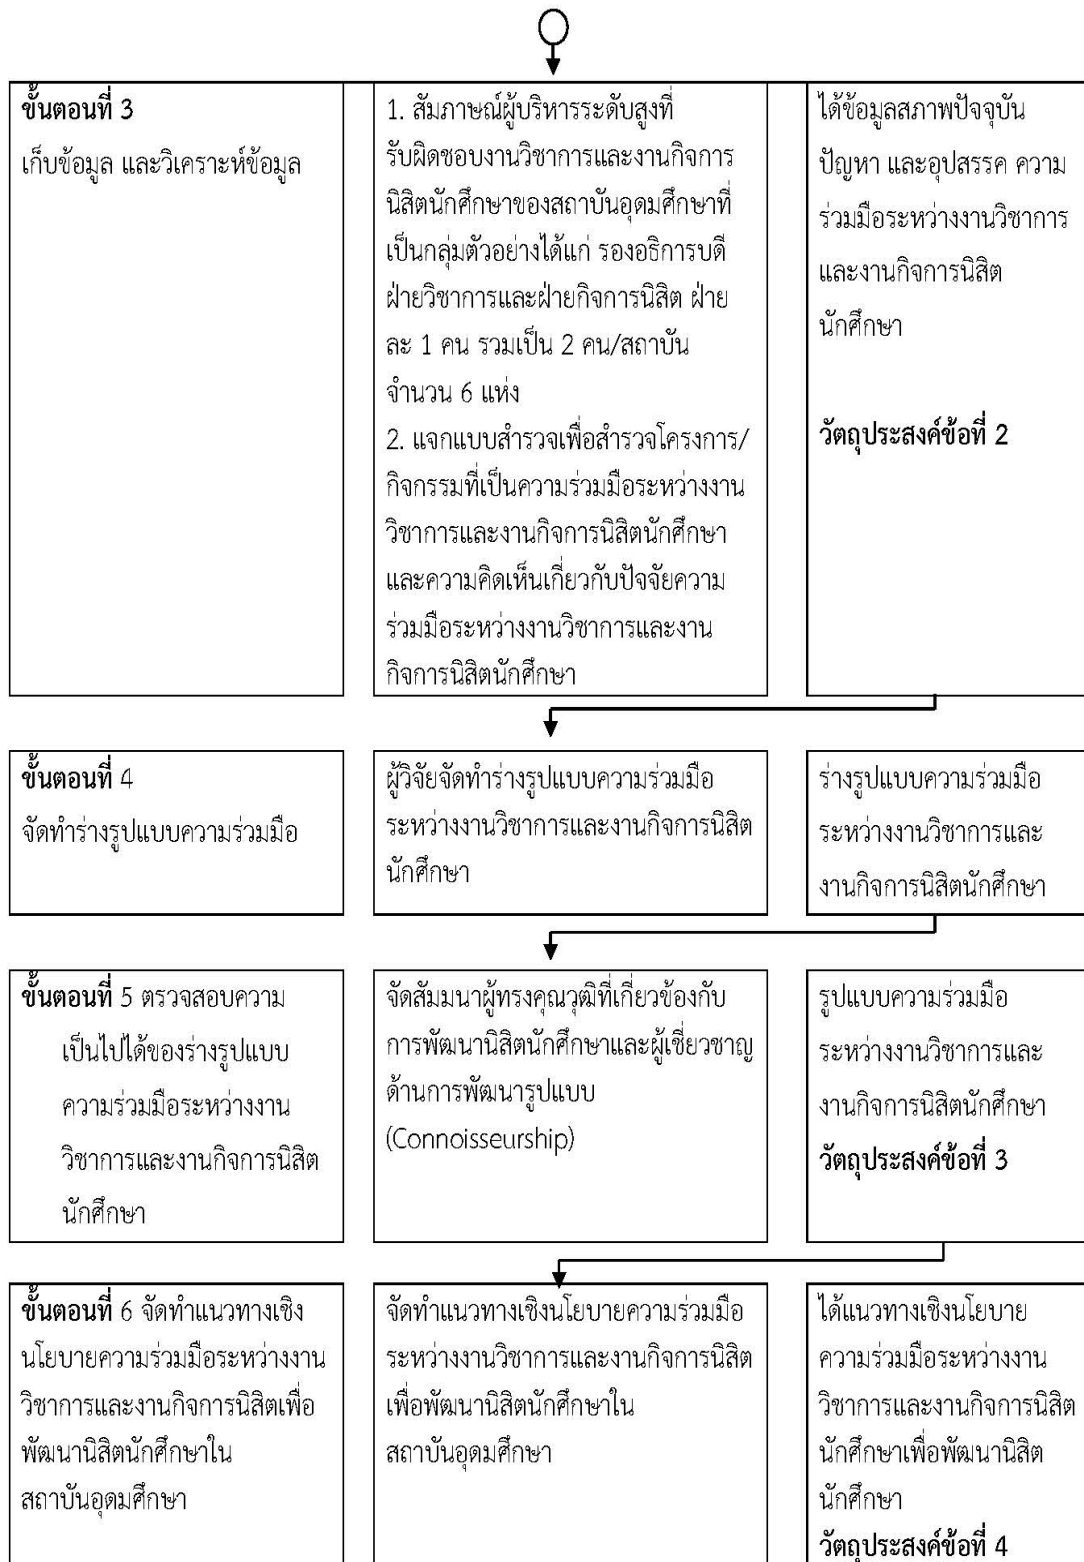 ขั้นตอนที่ 3
เก็บข้อมูล และวิเคราะห์ข้อมูล
1. สัมภาษณ์ผู้บริหารระดับสูงที่
รับผิดชอบงานวิชาการและงานกิจการ
นิสิตนักศึกษาของสถาบันอุดมศึกษาที่
เป็นกลุ่มตัวอย่างได้แก่ รองอธิการบดี
ฝ่ายวิชาการและฝ่ายกิจการนิสิต ฝ่าย
ละ 1 คน รวมเป็น 2 คน/สถาบัน
จำนวน 6 แห่ง
2. แจกแบบสำรวจเพื่อสำรวจโครงการ/
กิจกรรมที่เป็นความร่วมมือระหว่างงาน
วิชาการและงานกิจการนิสิตนักศึกษา
และความคิดเห็นเกี่ยวกับปัจจัยความ
ร่วมมือระหว่างงานวิชาการและงาน
กิจการนิสิตนักศึกษา
ได้ข้อมูลสภาพปัจจุบัน
ปัญหา และอุปสรรค ความ
ร่วมมือระหว่างงานวิชาการ
และงานกิจการนิสิต
นักศึกษา
วัตถุประสงค์ข้อที่ 2
ขั้นตอนที่ 4
จัดทำร่างรูปแบบความร่วมมือ
ผู้วิจัยจัดทำร่างรูปแบบความร่วมมือ
ระหว่างงานวิชาการและงานกิจการนิสิต
นักศึกษา
ร่างรูปแบบความร่วมมือ
ระหว่างงานวิชาการและ
งานกิจการนิสิตนักศึกษา
ขั้นตอนที่ 5 ตรวจสอบความ
เป็นไปได้ของร่างรูปแบบ
ความร่วมมือระหว่างงาน
วิชาการและงานกิจการนิสิต
นักศึกษา
จัดสัมมนาผู้ทรงคุณวุฒิที่เกี่ยวข้องกับ
การพัฒนานิสิตนักศึกษาและผู้เชี่ยวชาญ
ด้านการพัฒนารูปแบบ
(Connoisseurship)
รูปแบบความร่วมมือ
ระหว่างงานวิชาการและ
งานกิจการนิสิตนักศึกษา
วัตถุประสงค์ข้อที่ 3
ขั้นตอนที่ 6 จัดทำแนวทางเชิง
นโยบายความร่วมมือระหว่างงาน
วิชาการและงานกิจการนิสิตเพื่อ
พัฒนานิสิตนักศึกษาใน
สถาบันอุดมศึกษา
จัดทำแนวทางเชิงนโยบายความร่วมมือ
ระหว่างงานวิชาการและงานกิจการนิสิต
เพื่อพัฒนานิสิตนักศึกษาใน
สถาบันอุดมศึกษา
ได้แนวทางเชิงนโยบาย
ความร่วมมือระหว่างงาน
วิชาการและงานกิจการนิสิต
นักศึกษาเพื่อพัฒนานิสิต
นักศึกษา
วัตถุประสงค์ข้อที่ 4